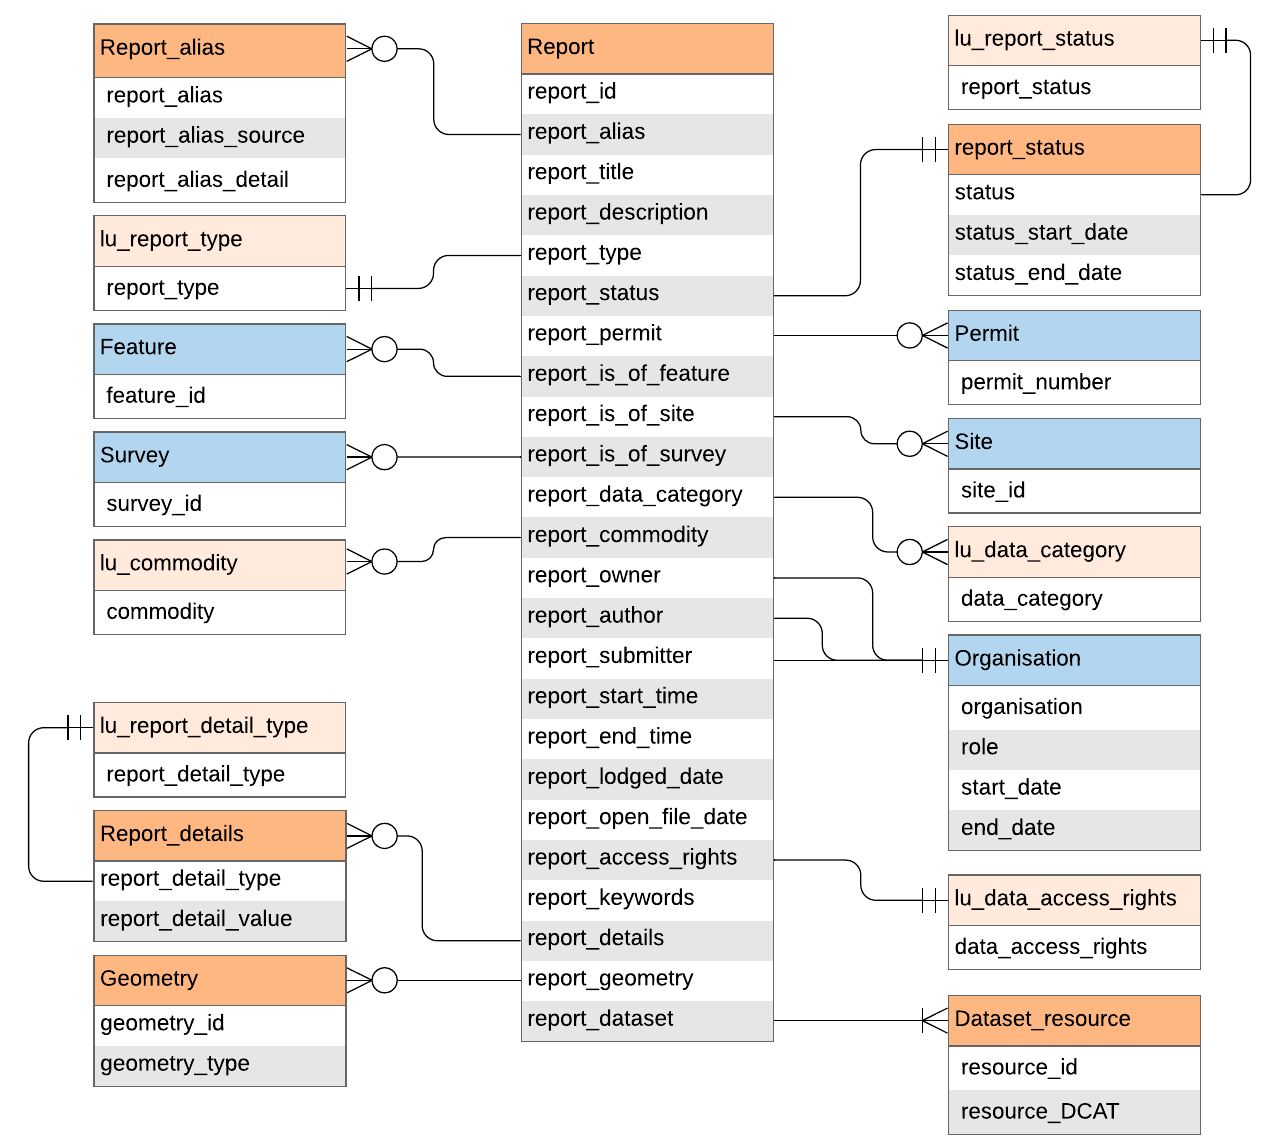 Report_alias
report_alias
report_alias_source
report_alias_detail
lu_report_type
report_type
Feature
feature_id
Survey
survey_id
lu_commodity
commodity
lu_report_detail_type
report_detail_type
Report_details
report_detail_type
report_detail_value
Geometry
geometry_id
geometry_type
Report
report_id
report_alias
report_title
report_description
report_type
report_status
report_permit
report_is_of_feature
report_is_of_site
report_is_of_survey
report_data_category
report_commodity
report_owner
report_author
report_submitter
report_start_time
report_end_time
report_lodged_date
report_open_file_date
report_access_rights
report_keywords
report_details
report_geometry
report_dataset
lu_report_status
report_status
report_status
status
status_start_date
status_end_date
Permit
permit_number
Site
site_id
lu_data_category
data_category
Organisation
organisation
role
start_date
end_date
lu_data_access_rights
data_access_rights
Dataset_resource
resource_id
resource_DCAT